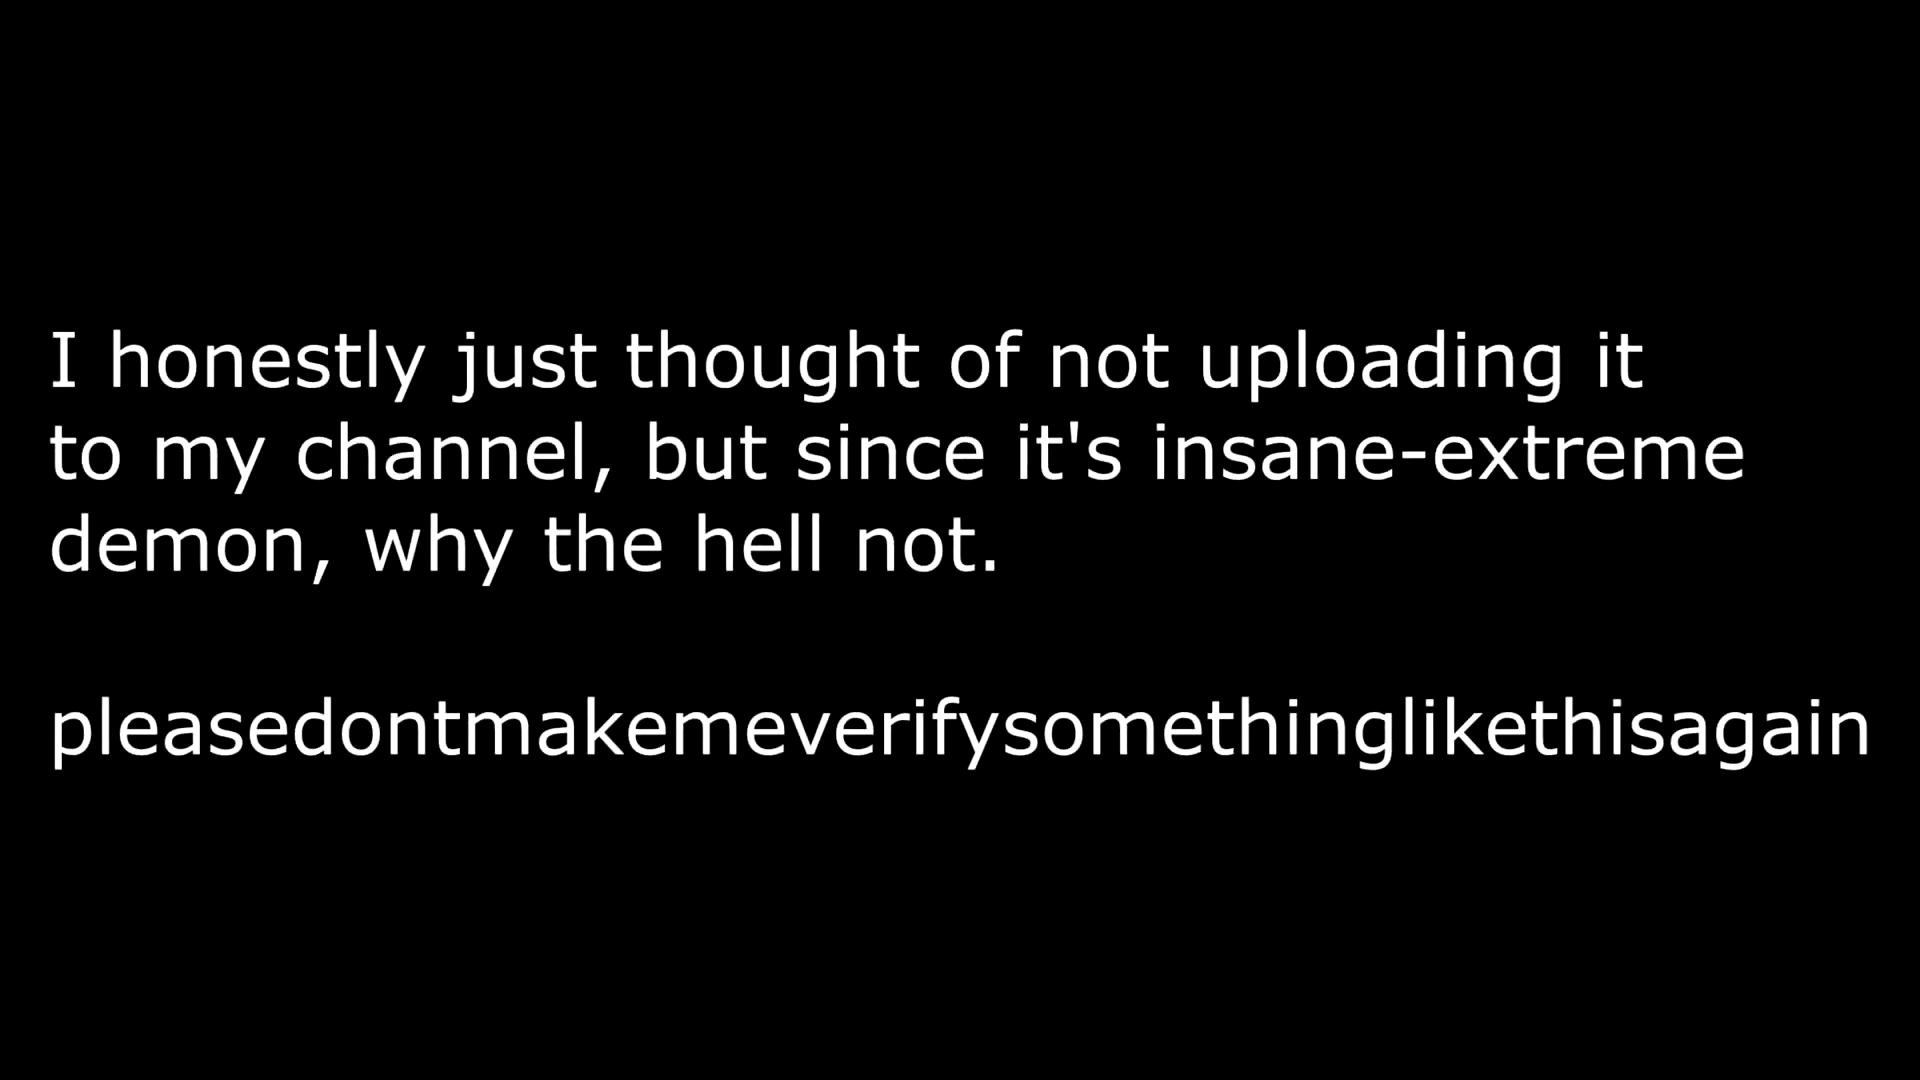 I honestly just thought of not uploading it
to my channel, but since it's insane-extreme
demon, why the hell not.
pleasedontmakemeverifysomethinglikethisagain